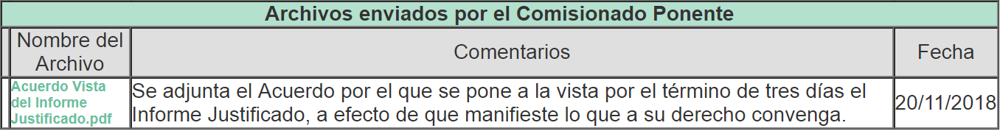 Archivos enviados por el Comisionado Ponente
Nombre del
Archivo
Comentarios
Fecha
Acuerdo Vista
del Informe
Justificado.pdf
Se adjunta el Acuerdo por el que se pone a la vista por el término de tres días el
Informe Justificado, a efecto de que manifieste lo que a su derecho convenga.
20/11/2018